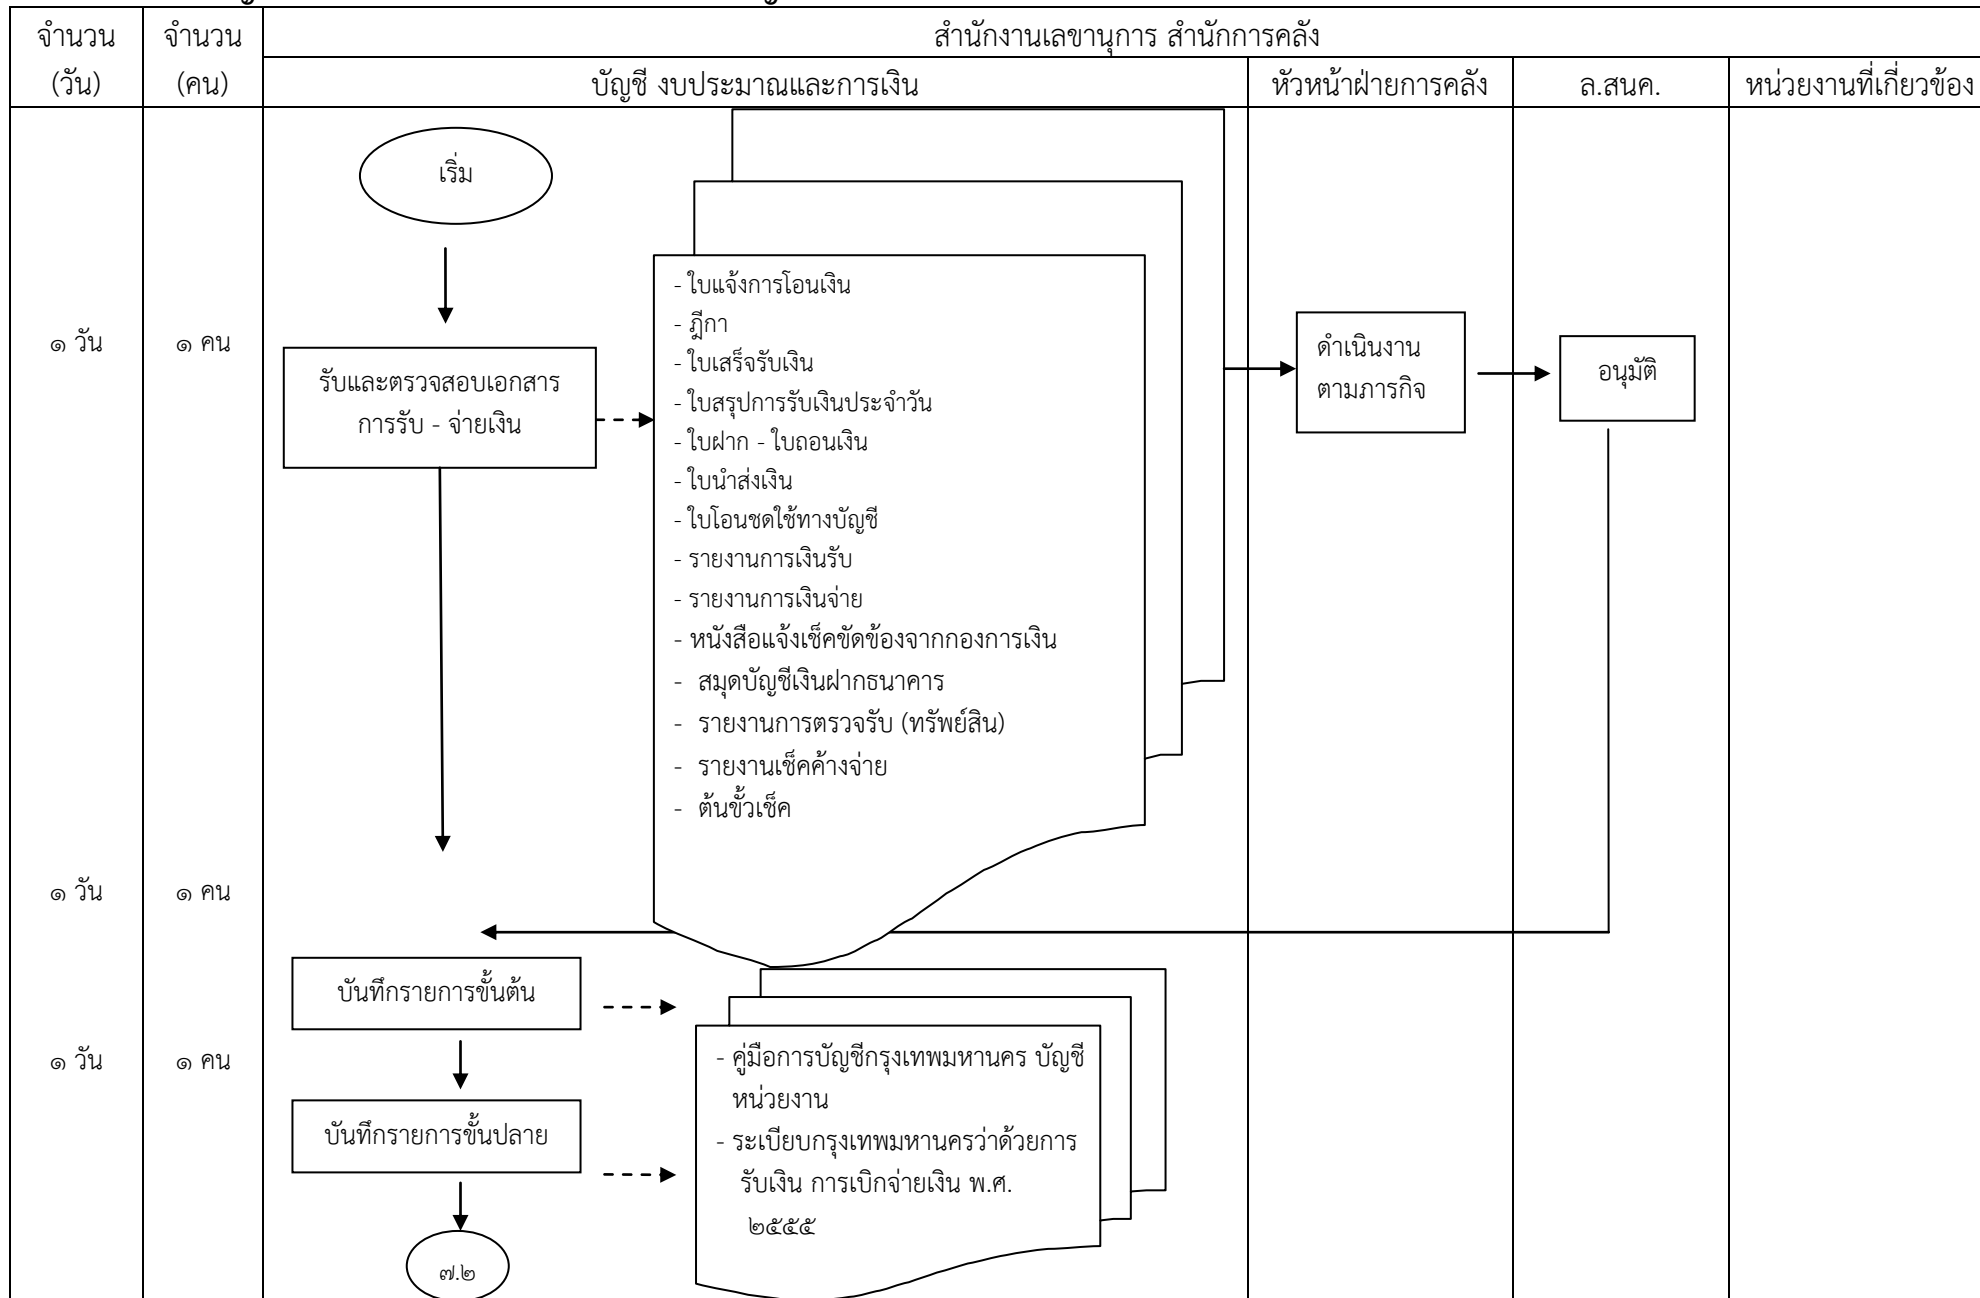 จำนวน
(วัน)
จำนวน
(คน)
สำนักงานเลขานุการ สำนักการคลัง
บัญชี งบประมาณและการเงิน
หัวหน้าฝ่ายการคลัง
ล.สนค.
หน่วยงานที่เกี่ยวข้อง
เริ่ม
๑ วัน
๑ คน
รับและตรวจสอบเอกสาร
การรับ - จ่ายเงิน
- ใบแจ้งการโอนเงิน
- ฎีกา
- ใบเสร็จรับเงิน
- ใบสรุปการรับเงินประจำวัน
- ใบฝาก - ใบถอนเงิน
- ใบนำส่งเงิน
- ใบโอนชดใช้ทางบัญชี
- รายงานการเงินรับ
- รายงานการเงินจ่าย
- หนังสือแจ้งเช็คขัดข้องจากกองการเงิน
- สมุดบัญชีเงินฝากธนาคาร
- รายงานการตรวจรับ (ทรัพย์สิน)
- รายงานเช็คค้างจ่าย
- ต้นขั้วเช็ค
ดำเนินงาน
ตามภารกิจ
อนุมัติ
๑ วัน
๑ คน
บันทึกรายการขั้นต้น
๑ วัน
๑ คน
บันทึกรายการขั้นปลาย
- คู่มือการบัญชีกรุงเทพมหานคร บัญชี
หน่วยงาน
- ระเบียบกรุงเทพมหานครว่าด้วยการ
รับเงิน การเบิกจ่ายเงิน พ.ศ.
๒๕๕๕
๗.๒